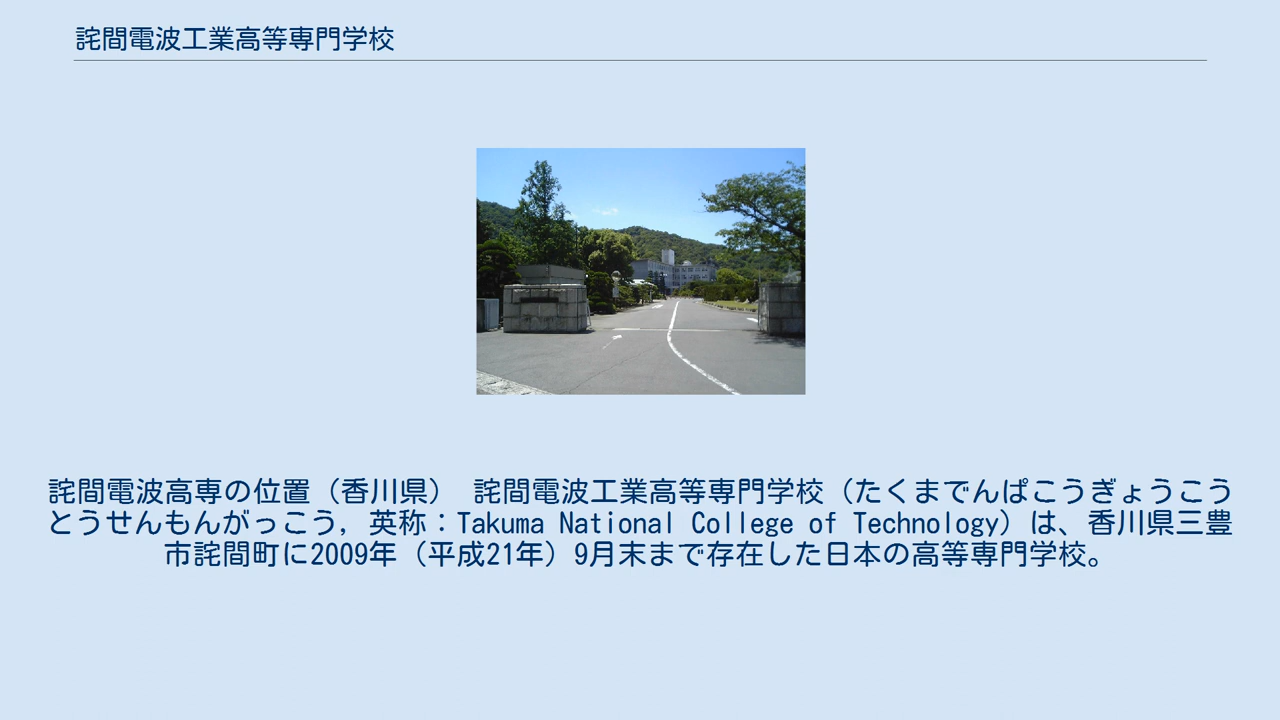 詫間電波工業高等専門学校
詫間電波高専の位置（香川県） 詫間電波工業高等専門学校（たくまでんぱこうぎょうこう
とうせんもんがっこう, 英称：Takuma National College of Technology）は、香川県三豊
市詫間町に2009年（平成21年）9月末まで存在した日本の高等専門学校。